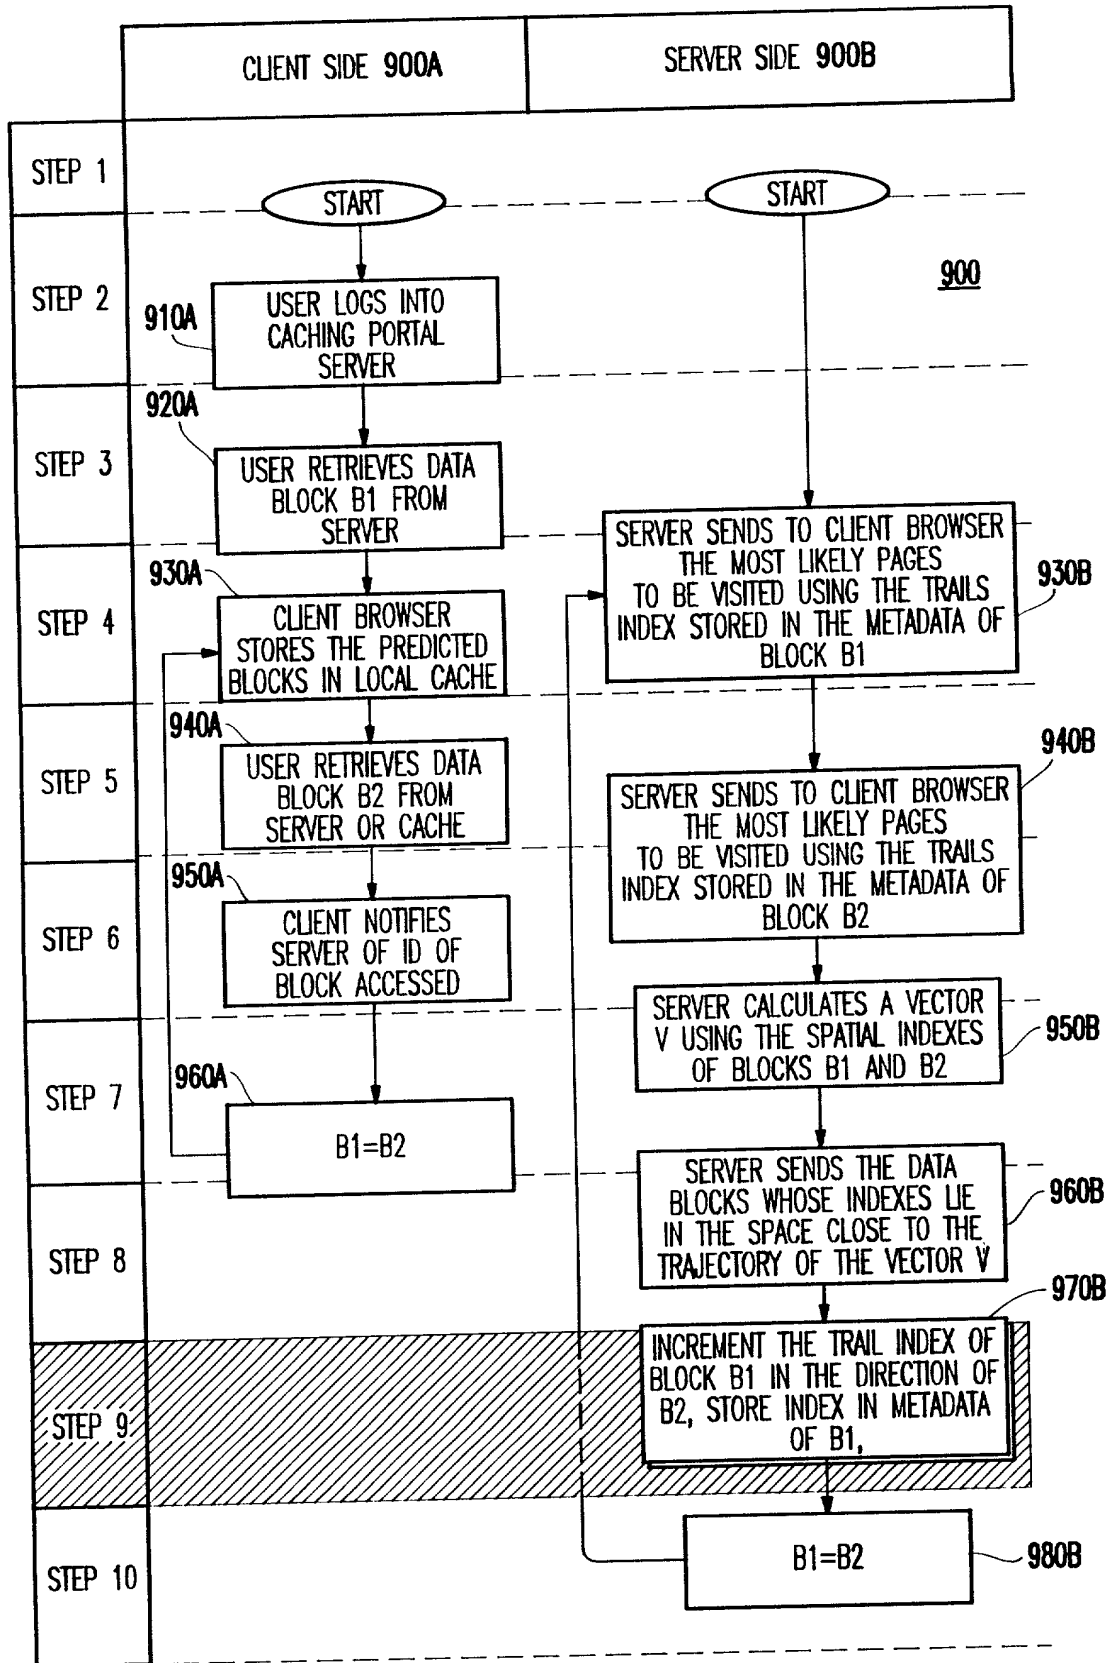 CLIENT SIDE 900A
SERVER SIDE 900B
STEP 1
START
START
STEP 2
900
910A
USER LOGS INTO
CACHING PORTAL
SERVER
920A
STEP 3
USER RETRIEVES DATA
BLOCK B1 FROM
SERVER
SERVER SENDS TO CLIENT BROWSER
THE MOST LIKELY PAGES
TO BE VISITED USING THE TRAILS
INDEX STORED IN THE METADATA OF
BLOCK B1
930B
930A
STEP 4
CLIENT BROWSER
STORES THE PREDICTED
BLOCKS IN LOCAL CACHE
940A
STEP 5
USER RETRIEVES DATA
BLOCK B2 FROM
SERVER OR CACHE
940B
SERVER SENDS TO CLIENT BROWSER
THE MOST LIKELY PAGES
TO BE VISITED USING THE TRAILS
INDEX STORED IN THE METADATA OF
BLOCK B2
950A
STEP 6
CLIENT NOTIFIES
SERVER OF ID OF
BLOCK ACCESSED
SERVER CALCULATES A VECTOR
V USING THE SPATIAL INDEXES
OF BLOCKS B1 AND B2
950B
STEP 7
960A
B1=B2
SERVER SENDS THE DATA
BLOCKS WHOSE INDEXES LIE
IN THE SPACE CLOSE TO THE
TRAJECTORY OF THE VECTOR V
960B
STEP 8
970B
INCREMENT THE TRAIL INDEX OF
BLOCK B1 IN THE DIRECTION OF
B2, STORE INDEX IN METADATA
OF B1,
STEP 9
STEP 10
B1=B2
980B